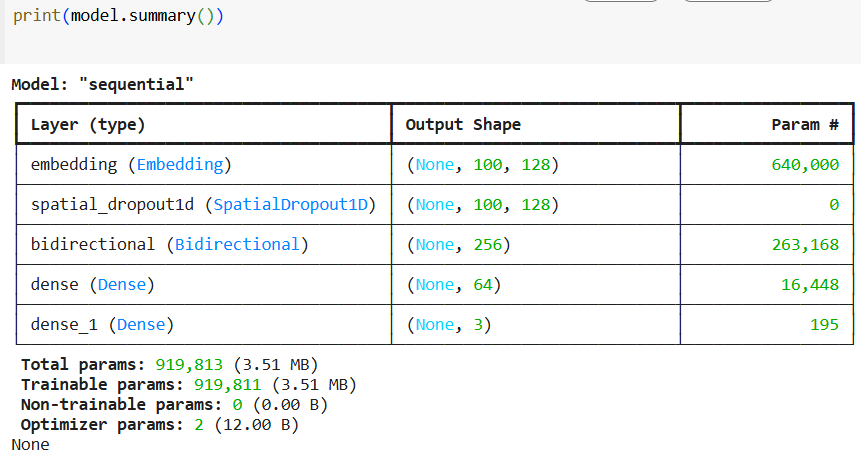 print(model.summary())
Model: "sequential"
Layer (type) Output Shape Param #
embedding (Embedding) (None, 100, 128) 640,000
spatial_dropout1d (SpatialDropout1D) (None, 100, 128) 0
bidirectional (Bidirectional) (None, 256) 263,168
dense (Dense) (None, 64) 16,448
dense_1 (Dense) (None, 3) 195
Total params: 919,813 (3.51 MB)
Trainable params: 919,811 (3.51 MB)
Non-trainable params: 0 (0.00 B)
Optimizer params: 2 (12.00 B)
None